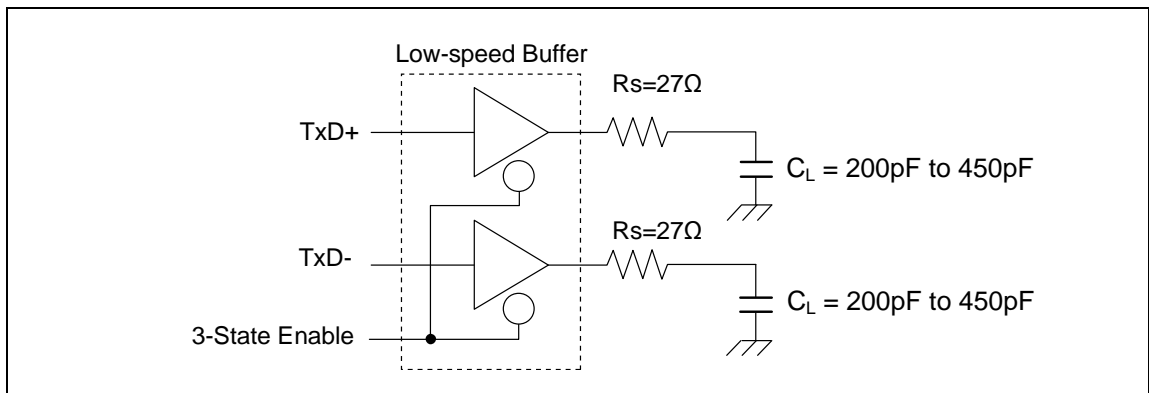 Low-speed Buffer
Rs=27Ω
TxD+
CL = 200pF to 450pF
Rs=27Ω
TxD-
CL = 200pF to 450pF
3-State Enable